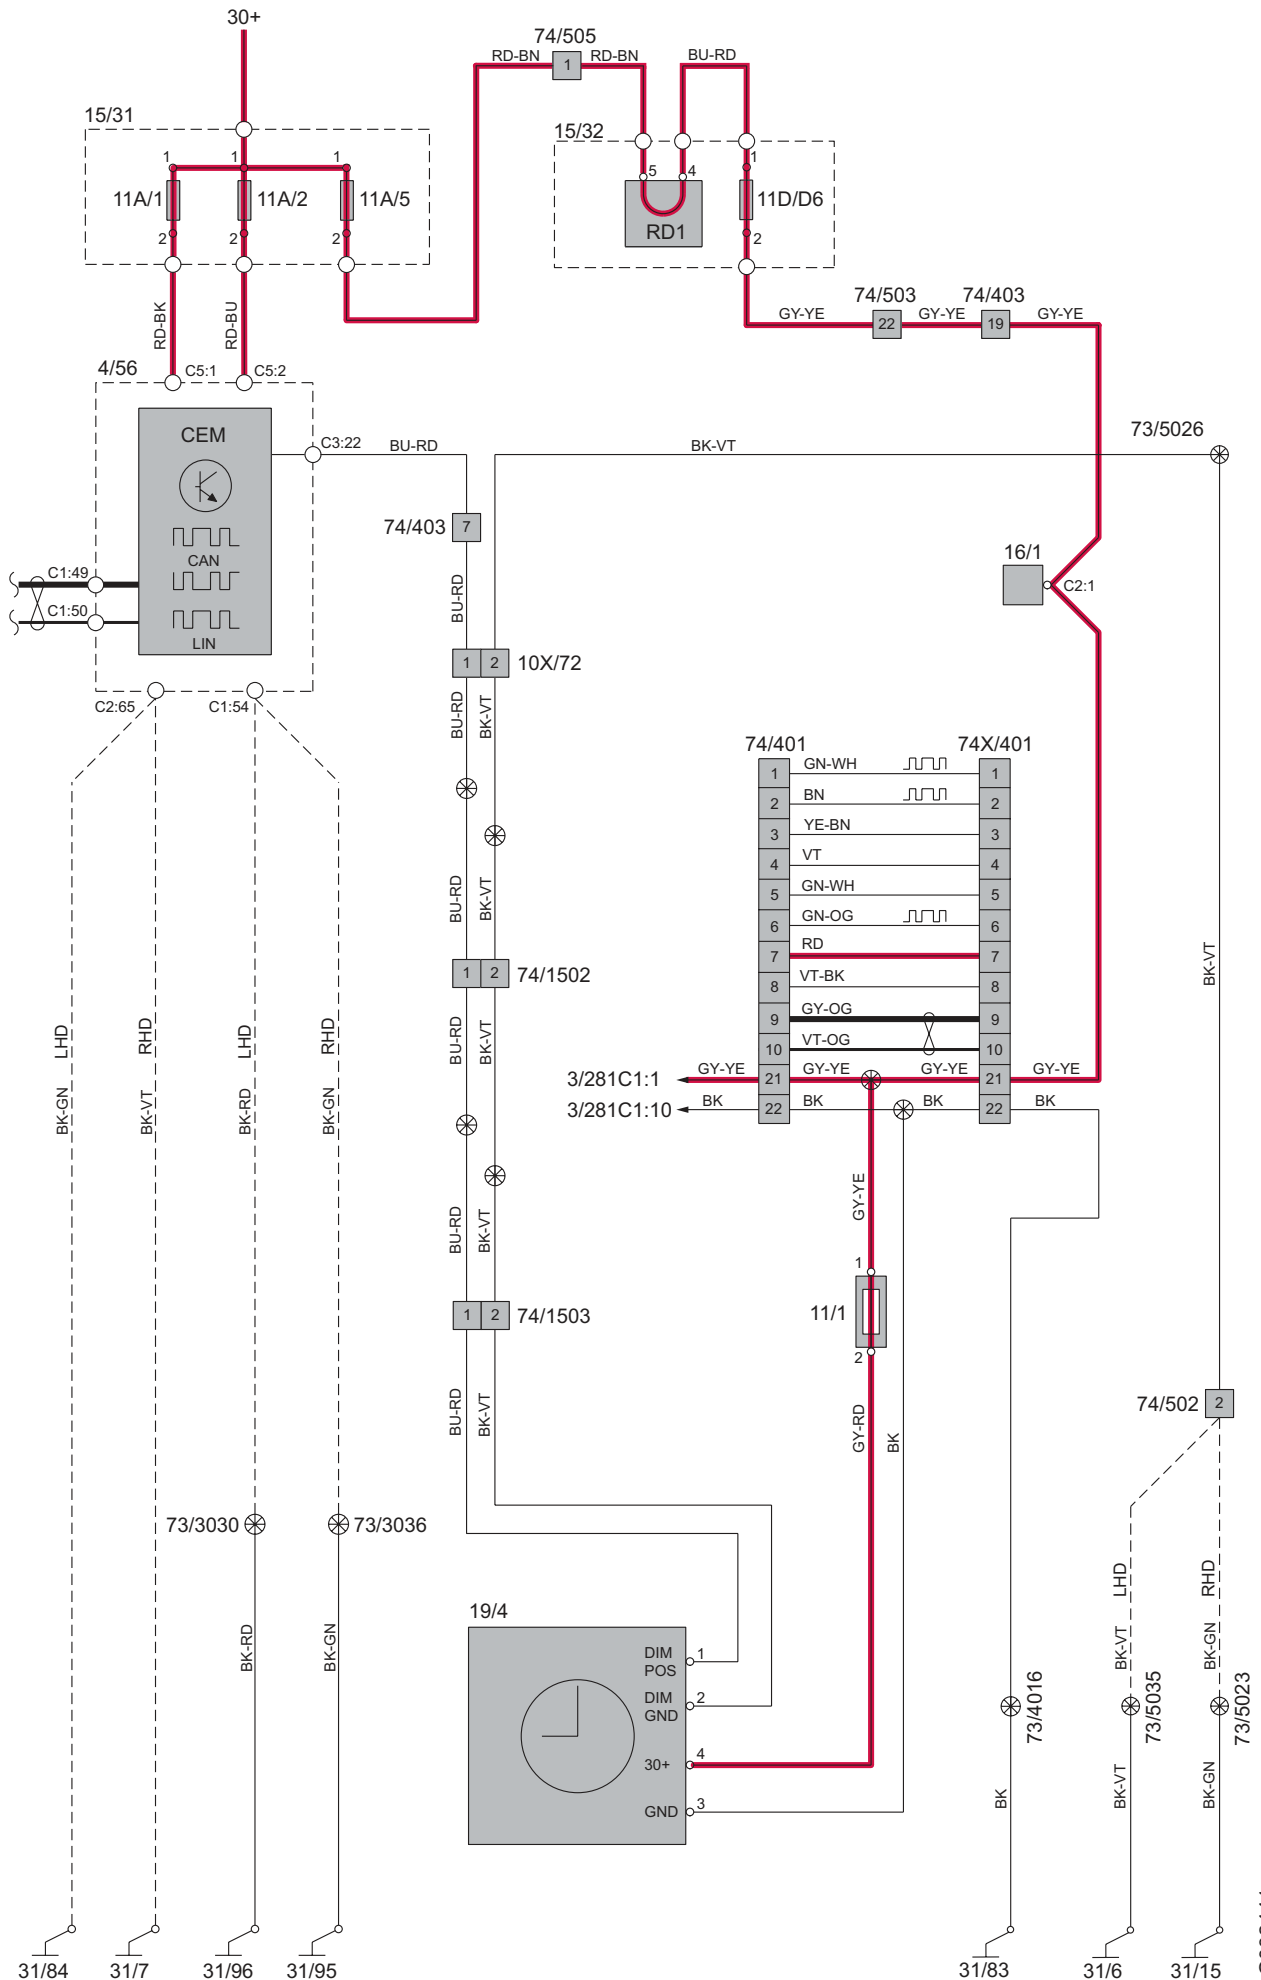 30+
74/505
RD-BN
1
RD-BN
BU-RD
15/31
15/32
1
1
1
5
4
1
11A/1
11A/2
11A/5
11D/D6
RD1
2
2
2
2
RD-BK
RD-BU
74/503
74/403
GY-YE
22
GY-YE
19
GY-YE
4/56
C5:1
C5:2
CEM
C3:22
BU-RD
BK-VT
73/5026
74/403
7
CAN
C1:49
BU-RD
16/1
C2:1
C1:50
LIN
1
2
10X/72
C2:65
C1:54
BU-RD
BK-VT
74/401
74X/401
1
GN-WH
1
2
BN
2
3
YE-BN
3
4
VT
4
5
GN-WH
5
6
GN-OG
6
7
RD
7
8
VT-BK
8
9
GY-OG
9
10
VT-OG
10
3/281C1:1
GY-YE
21
GY-YE
GY-YE
21
GY-YE
3/281C1:10
BK
22
BK
BK
22
BK
BU-RD
BK-VT
1
2
74/1502
BK-VT
LHD
RHD
LHD
RHD
BU-RD
BK-VT
BK-GN
BK-VT
BK-RD
BK-GN
GY-YE
BU-RD
BK-VT
1
11/1
2
1
2
74/1503
BU-RD
BK-VT
GY-RD
BK
74/502
2
73/3030
73/3036
LHD
RHD
19/4
BK-RD
BK-GN
BK-VT
BK-GN
DIM
POS
1
DIM
GND
2
30+
4
GND
3
73/4016
73/5035
73/5023
BK
BK-VT
BK-GN
31/84
31/7
31/96
31/95
31/83
31/6
31/15